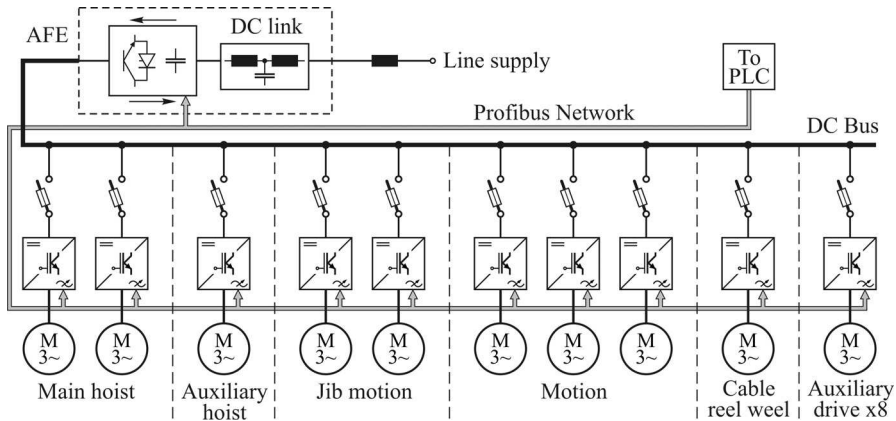 AFE
DC link
Line supply
To
PLC
Profibus Network
DC Bus
M
3~
M
3~
M
3~
M
3~
M
3~
M
3~
M
3~
M
3~
M
3~
M
3~
Main hoist
Auxiliary
hoist
Jib motion
Motion
Cable
reel weel
Auxiliary
drive x8